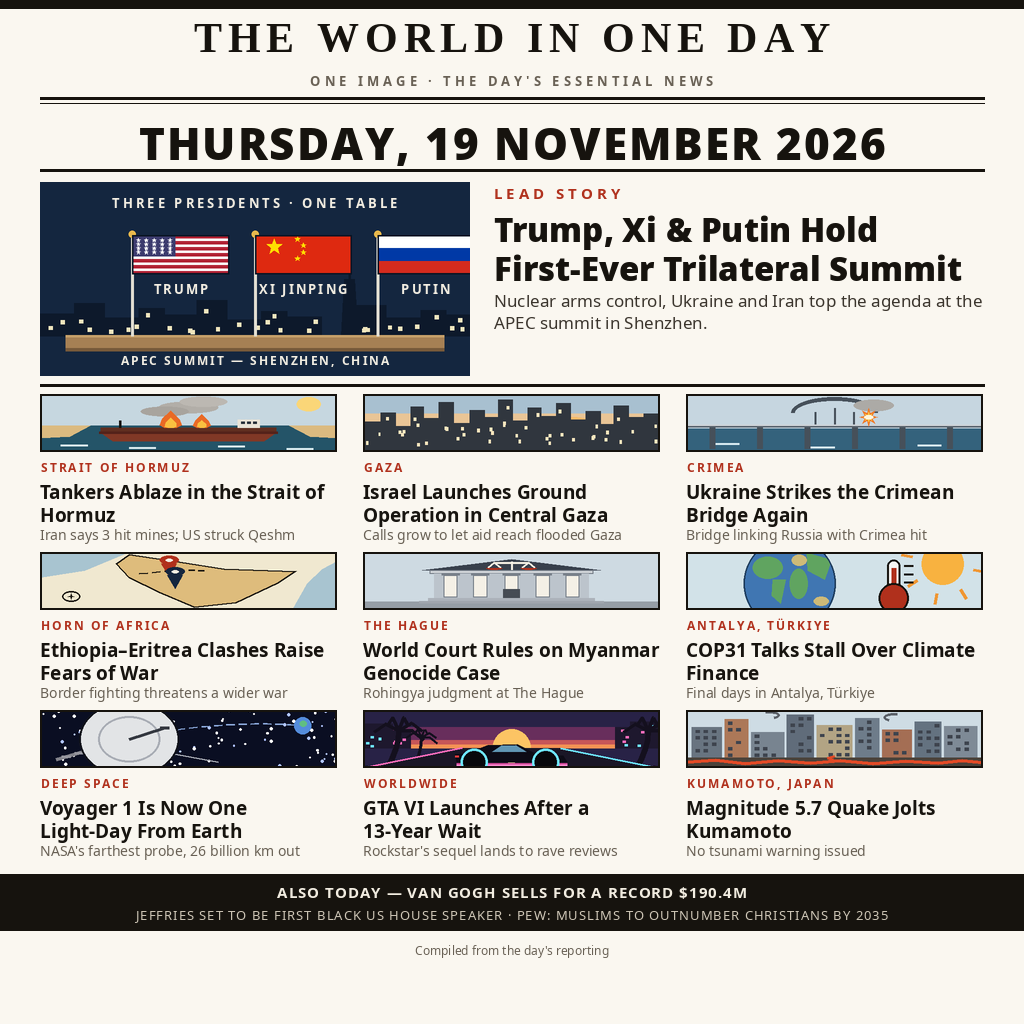 THE WORLD IN ONE DAY
ONE IMAGE · THE DAY'S ESSENTIAL NEWS
THURSDAY, 19 NOVEMBER 2026
THREE PRESIDENTS · ONE TABLE
TRUMP
XI JINPING
PUTIN
APEC SUMMIT — SHENZHEN, CHINA
LEAD STORY
Trump, Xi & Putin Hold
First-Ever Trilateral Summit
Nuclear arms control, Ukraine and Iran top the agenda at the
APEC summit in Shenzhen.
STRAIT OF HORMUZ
Tankers Ablaze in the Strait of
Hormuz
Iran says 3 hit mines; US struck Qeshm
GAZA
Israel Launches Ground
Operation in Central Gaza
Calls grow to let aid reach flooded Gaza
CRIMEA
Ukraine Strikes the Crimean
Bridge Again
Bridge linking Russia with Crimea hit
HORN OF AFRICA
Ethiopia–Eritrea Clashes Raise
Fears of War
Border fighting threatens a wider war
THE HAGUE
World Court Rules on Myanmar
Genocide Case
Rohingya judgment at The Hague
ANTALYA, TÜRKIYE
COP31 Talks Stall Over Climate
Finance
Final days in Antalya, Türkiye
DEEP SPACE
Voyager 1 Is Now One
Light-Day From Earth
NASA's farthest probe, 26 billion km out
WORLDWIDE
GTA VI Launches After a
13-Year Wait
Rockstar's sequel lands to rave reviews
KUMAMOTO, JAPAN
Magnitude 5.7 Quake Jolts
Kumamoto
No tsunami warning issued
ALSO TODAY — VAN GOGH SELLS FOR A RECORD $190.4M
JEFFRIES SET TO BE FIRST BLACK US HOUSE SPEAKER · PEW: MUSLIMS TO OUTNUMBER CHRISTIANS BY 2035
Compiled from the day's reporting